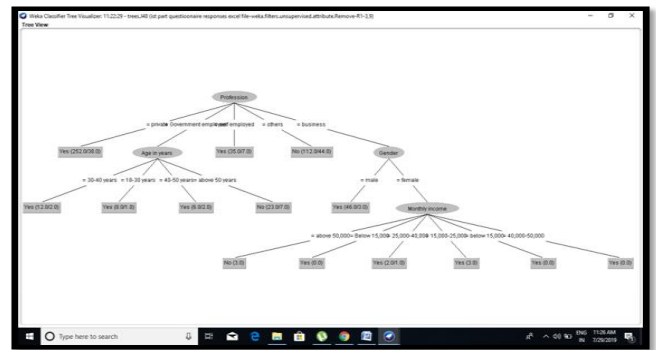 Weka Classifier Tree Visualizer: 11:22:29 - trees.J48 (ist part questionnaire responses excel file-weka.filters.unsupervised.attribute.Remove-R1-3,9)
Tree View
Profession
= private = Government employee = self employed = others = business
Yes (252.0/38.0) Age in years Yes (35.0/7.0) No (112.0/44.0) Gender
= 30-40 years = 18-30 years = 40-50 years = above 50 years = male = female
Yes (13.0/2.0) Yes (8.0/1.0) Yes (6.0/2.0) No (23.0/7.0) Yes (46.0/3.0) Monthly income
= above 50,000 = Below 15,000 = 25,000-40,000 = 15,000-25,000 = below 15,000 = 40,000-50,000
No (3.0) Yes (0.0) Yes (2.0/1.0) Yes (3.0) Yes (0.0) Yes (0.0)
Type here to search
ENG 11:26 AM
IN 7/29/2019